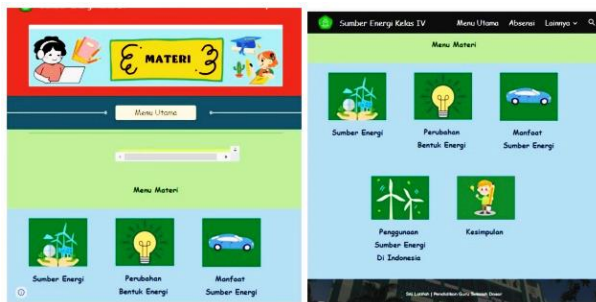 MATERI
Menu Utama
Menu Materi
Sumber Energi
Perubahan
Bentuk Energi
Manfaat
Sumber Energi
Sumber Energi Kelas IV
Menu Utama
Absensi
Lainnya
Menu Materi
Sumber Energi
Perubahan
Bentuk Energi
Manfaat
Sumber Energi
Penggunaan
Sumber Energi
Di Indonesia
Kesimpulan